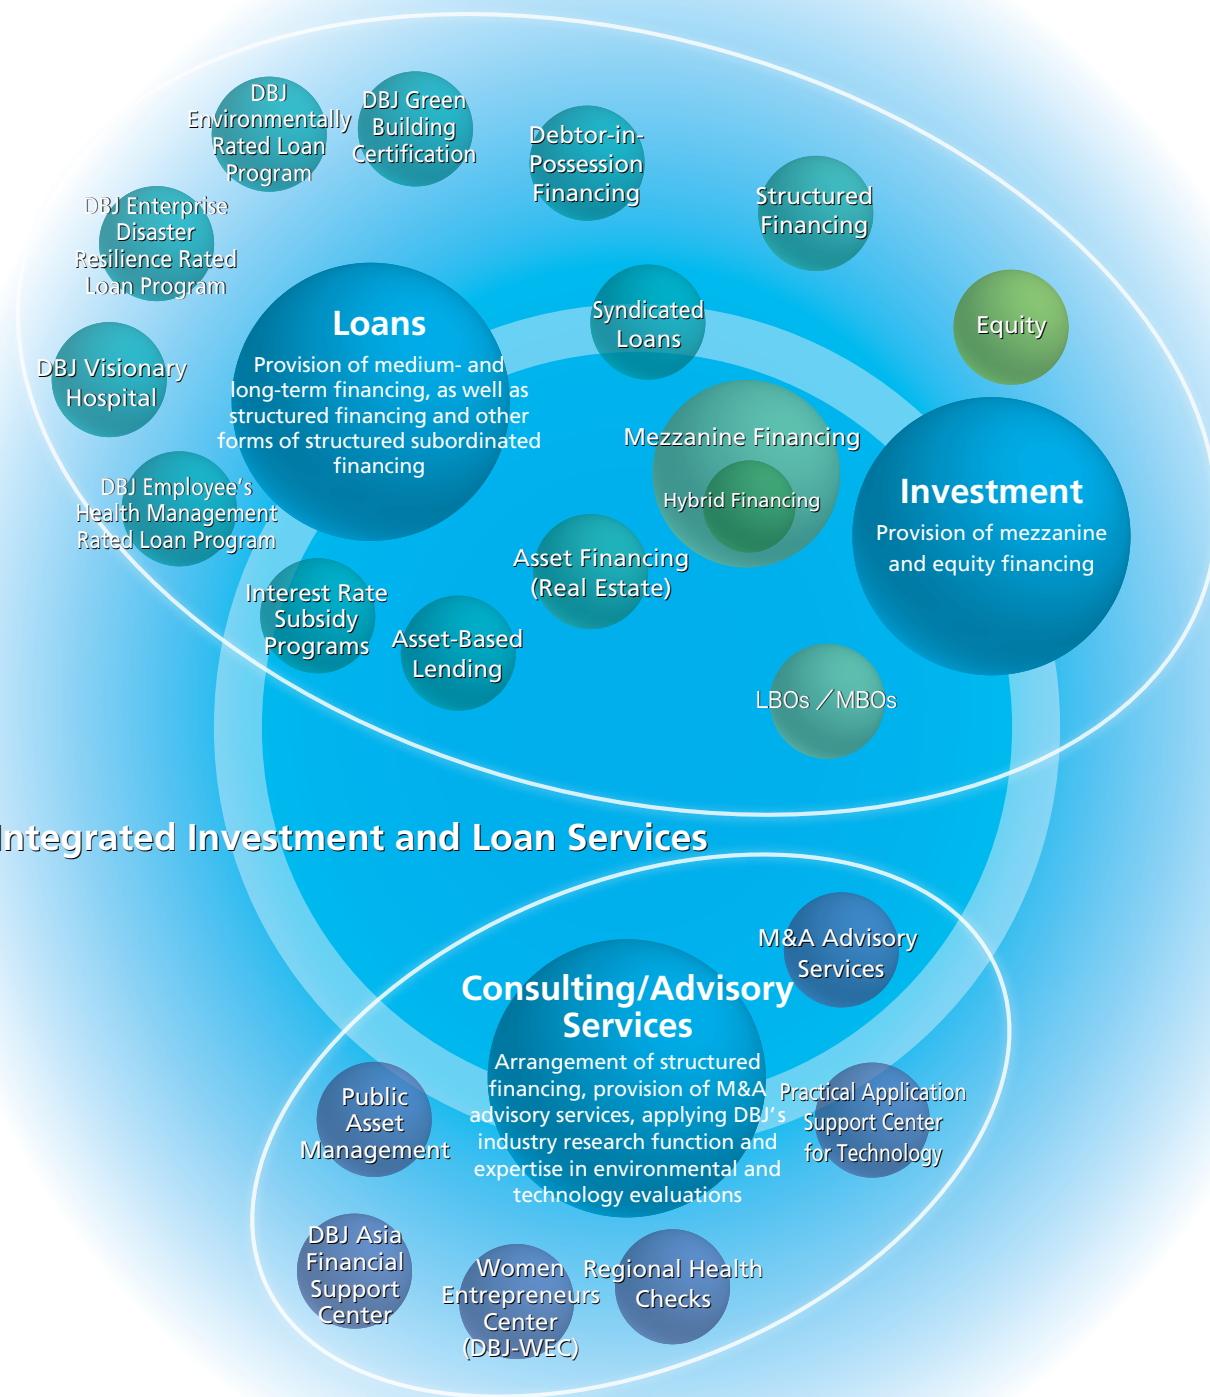 DBJ
Environmentally
Rated Loan
Program
DBJ Green
Building
Certification
Debtor-in-
Possession
Financing
Structured
Financing
DBJ Enterprise
Disaster
Resilience Rated
Loan Program
Loans
Provision of medium- and
long-term financing, as well as
structured financing and other
forms of structured subordinated
financing
Syndicated
Loans
Equity
DBJ Visionary
Hospital
Mezzanine Financing
Hybrid Financing
Investment
Provision of mezzanine
and equity financing
DBJ Employee's
Health Management
Rated Loan Program
Asset Financing
(Real Estate)
Interest Rate
Subsidy
Programs
Asset-Based
Lending
LBOs ／MBOs
Integrated Investment and Loan Services
M&A Advisory
Services
Consulting/Advisory
Services
Arrangement of structured
financing, provision of M&A
advisory services, applying DBJ's
industry research function and
expertise in environmental and
technology evaluations
Public
Asset
Management
Practical Application
Support Center
for Technology
DBJ Asia
Financial
Support
Center
Women
Entrepreneurs
Center
(DBJ-WEC)
Regional Health
Checks